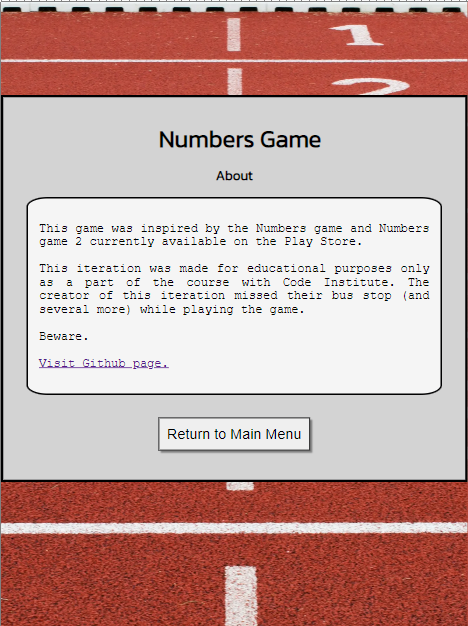 1
2
Numbers Game
About
This game was inspired by the Numbers game and Numbers
game 2 currently available on the Play Store.
This iteration was made for educational purposes only
as a part of the course with Code Institute. The
creator of this iteration missed their bus stop (and
several more) while playing the game.
Beware.
Visit Github page.
Return to Main Menu